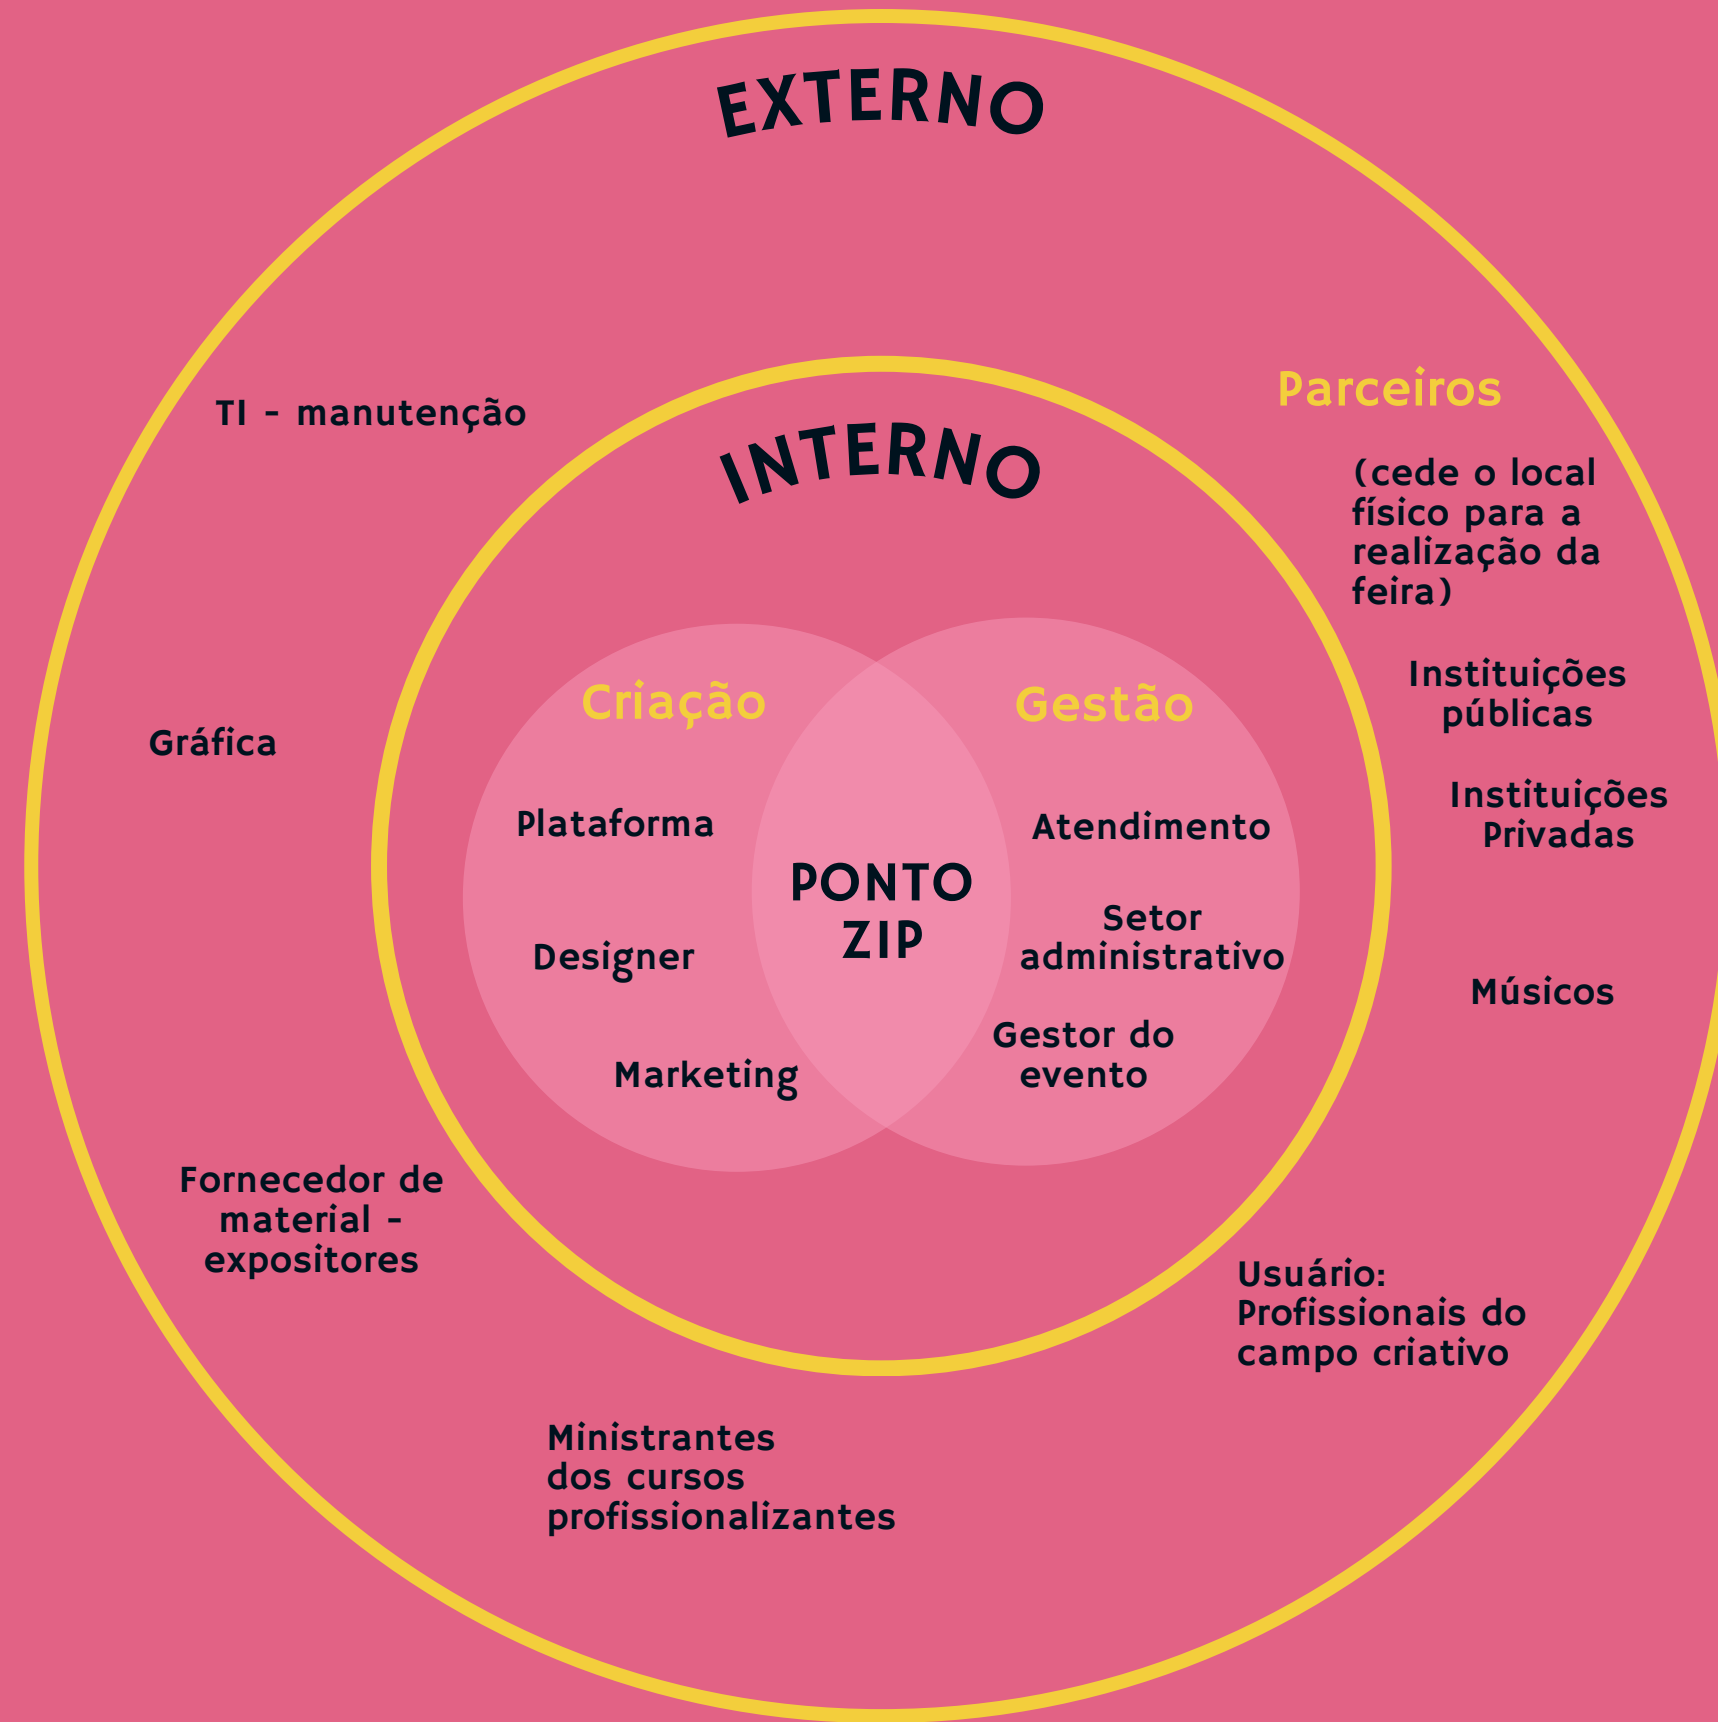 EXTERNO
TI - manutenção
Parceiros
(cede o local
físico para a
realização da
feira)
INTERNO
Instituições
públicas
Criação
Gestão
Gráfica
Instituições
Privadas
Plataforma
Atendimento
PONTO
ZIP
Setor
administrativo
Designer
Músicos
Gestor do
evento
Marketing
Fornecedor de
material -
expositores
Usuário:
Profissionais do
campo criativo
Ministrantes
dos cursos
profissionalizantes